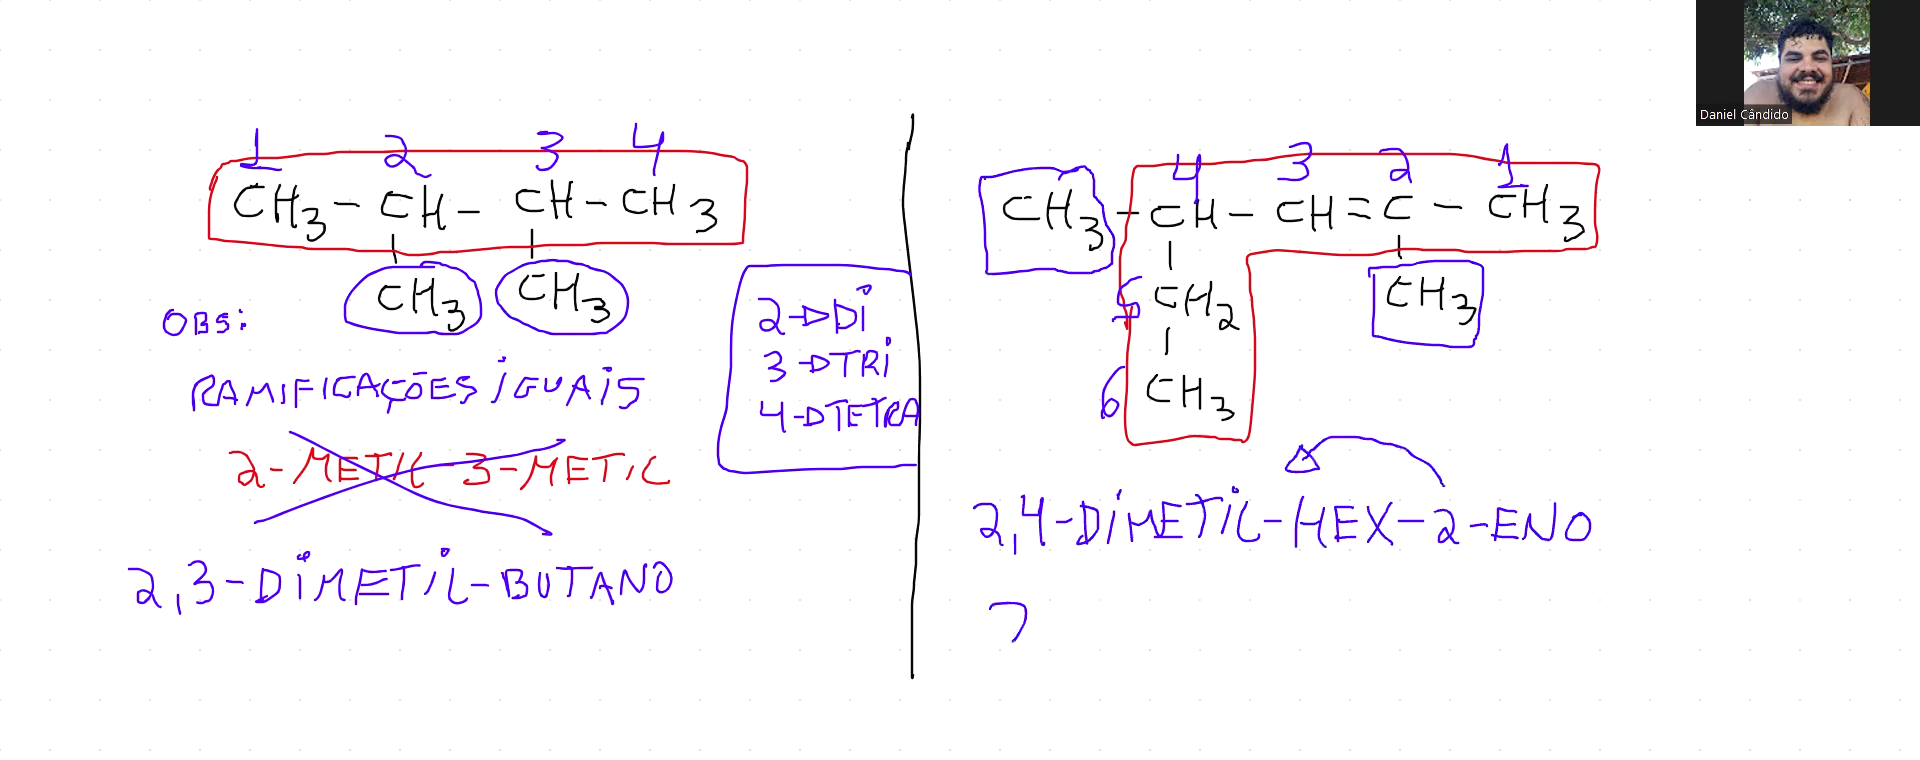 Daniel Cândido
1 2 3 4
CH3 - CH - CH - CH3
CH3 CH3
OBS:
RAMIFICAÇÕES IGUAIS
2-METIL-3-METIL
2,3-DIMETIL-BUTANO
2→DI
3→TRI
4→TETRA
4 3 2 1
CH3 - CH - CH = C - CH3
5 CH2 CH3
6 CH3
2,4-DIMETIL-HEX-2-ENO